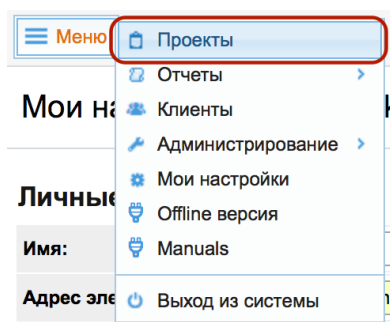 Меню
Проекты
Отчеты
Мои на
Клиенты
Администрирование
Мои настройки
Личные
Offline версия
Имя:
Manuals
Адрес эле
Выход из системы